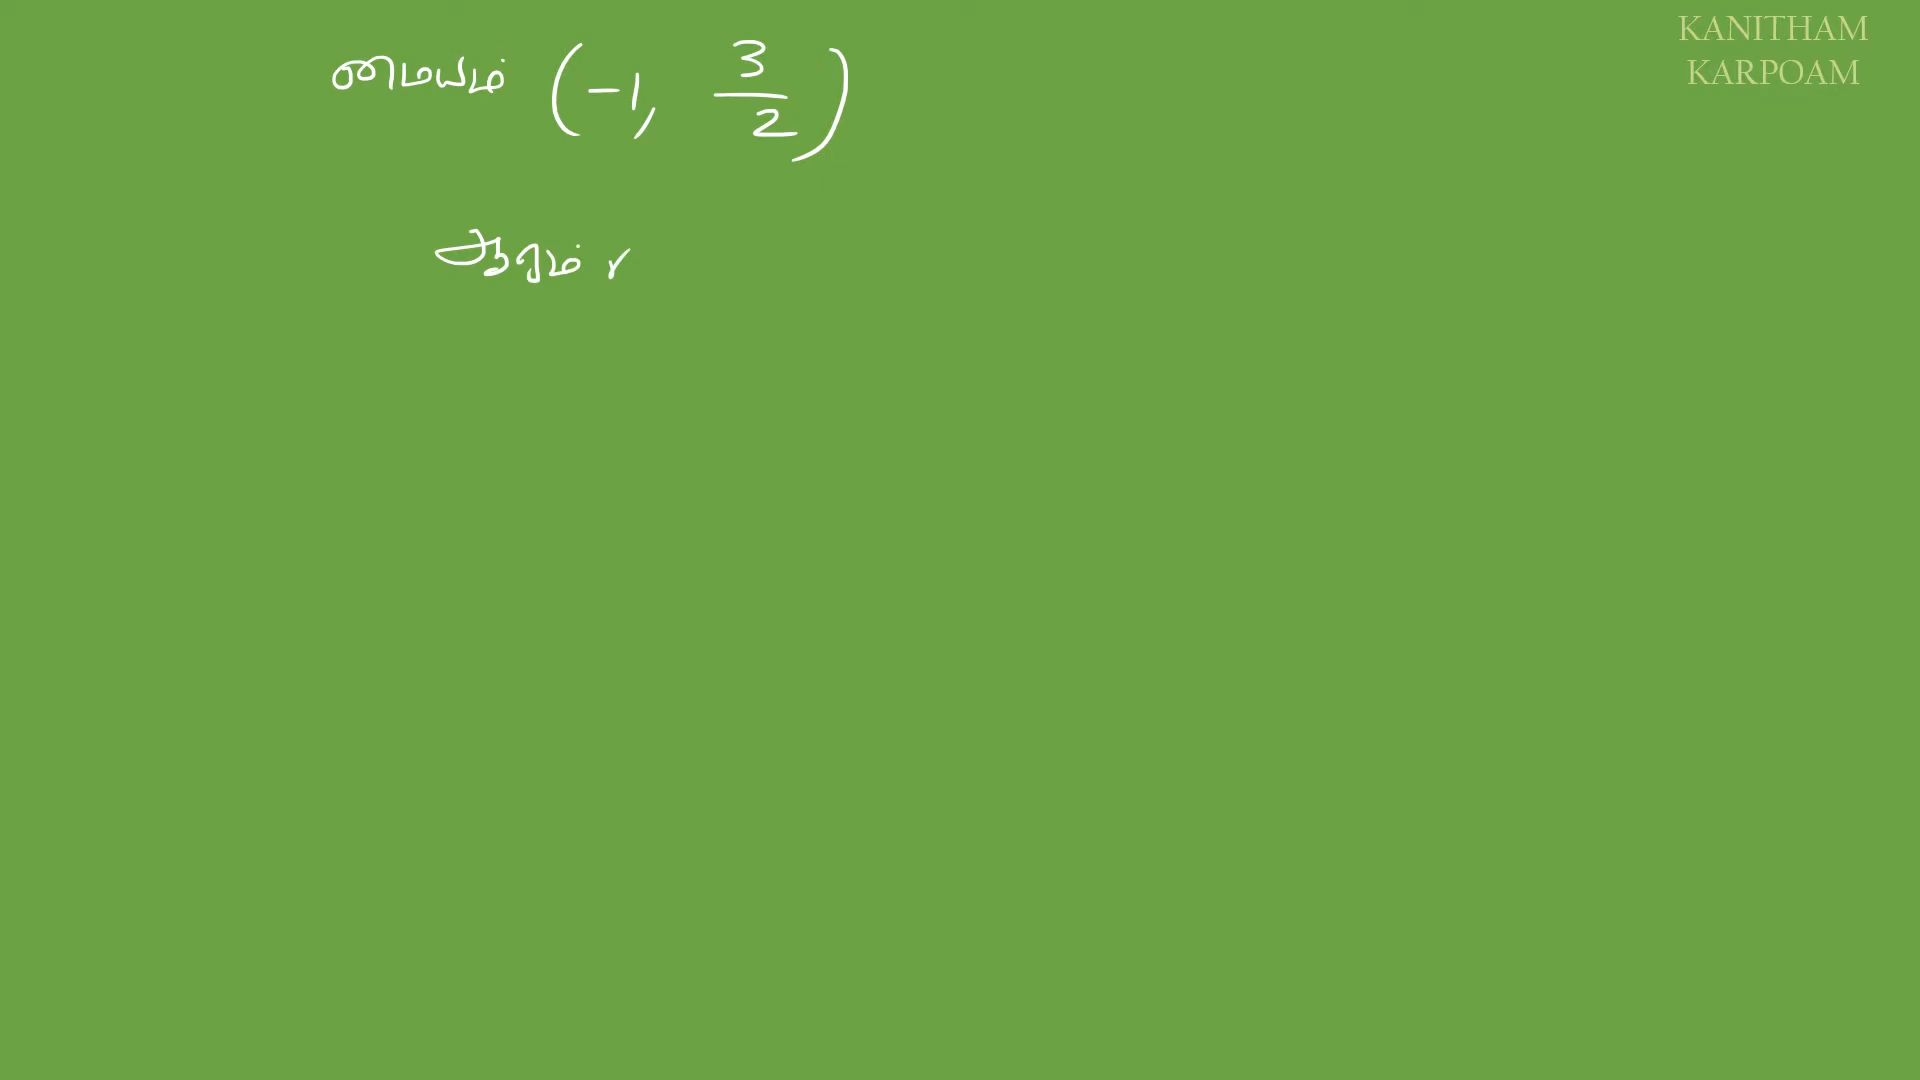 மையம் (-1, 3/2)
ஆரம் r
KANITHAM
KARPOAM